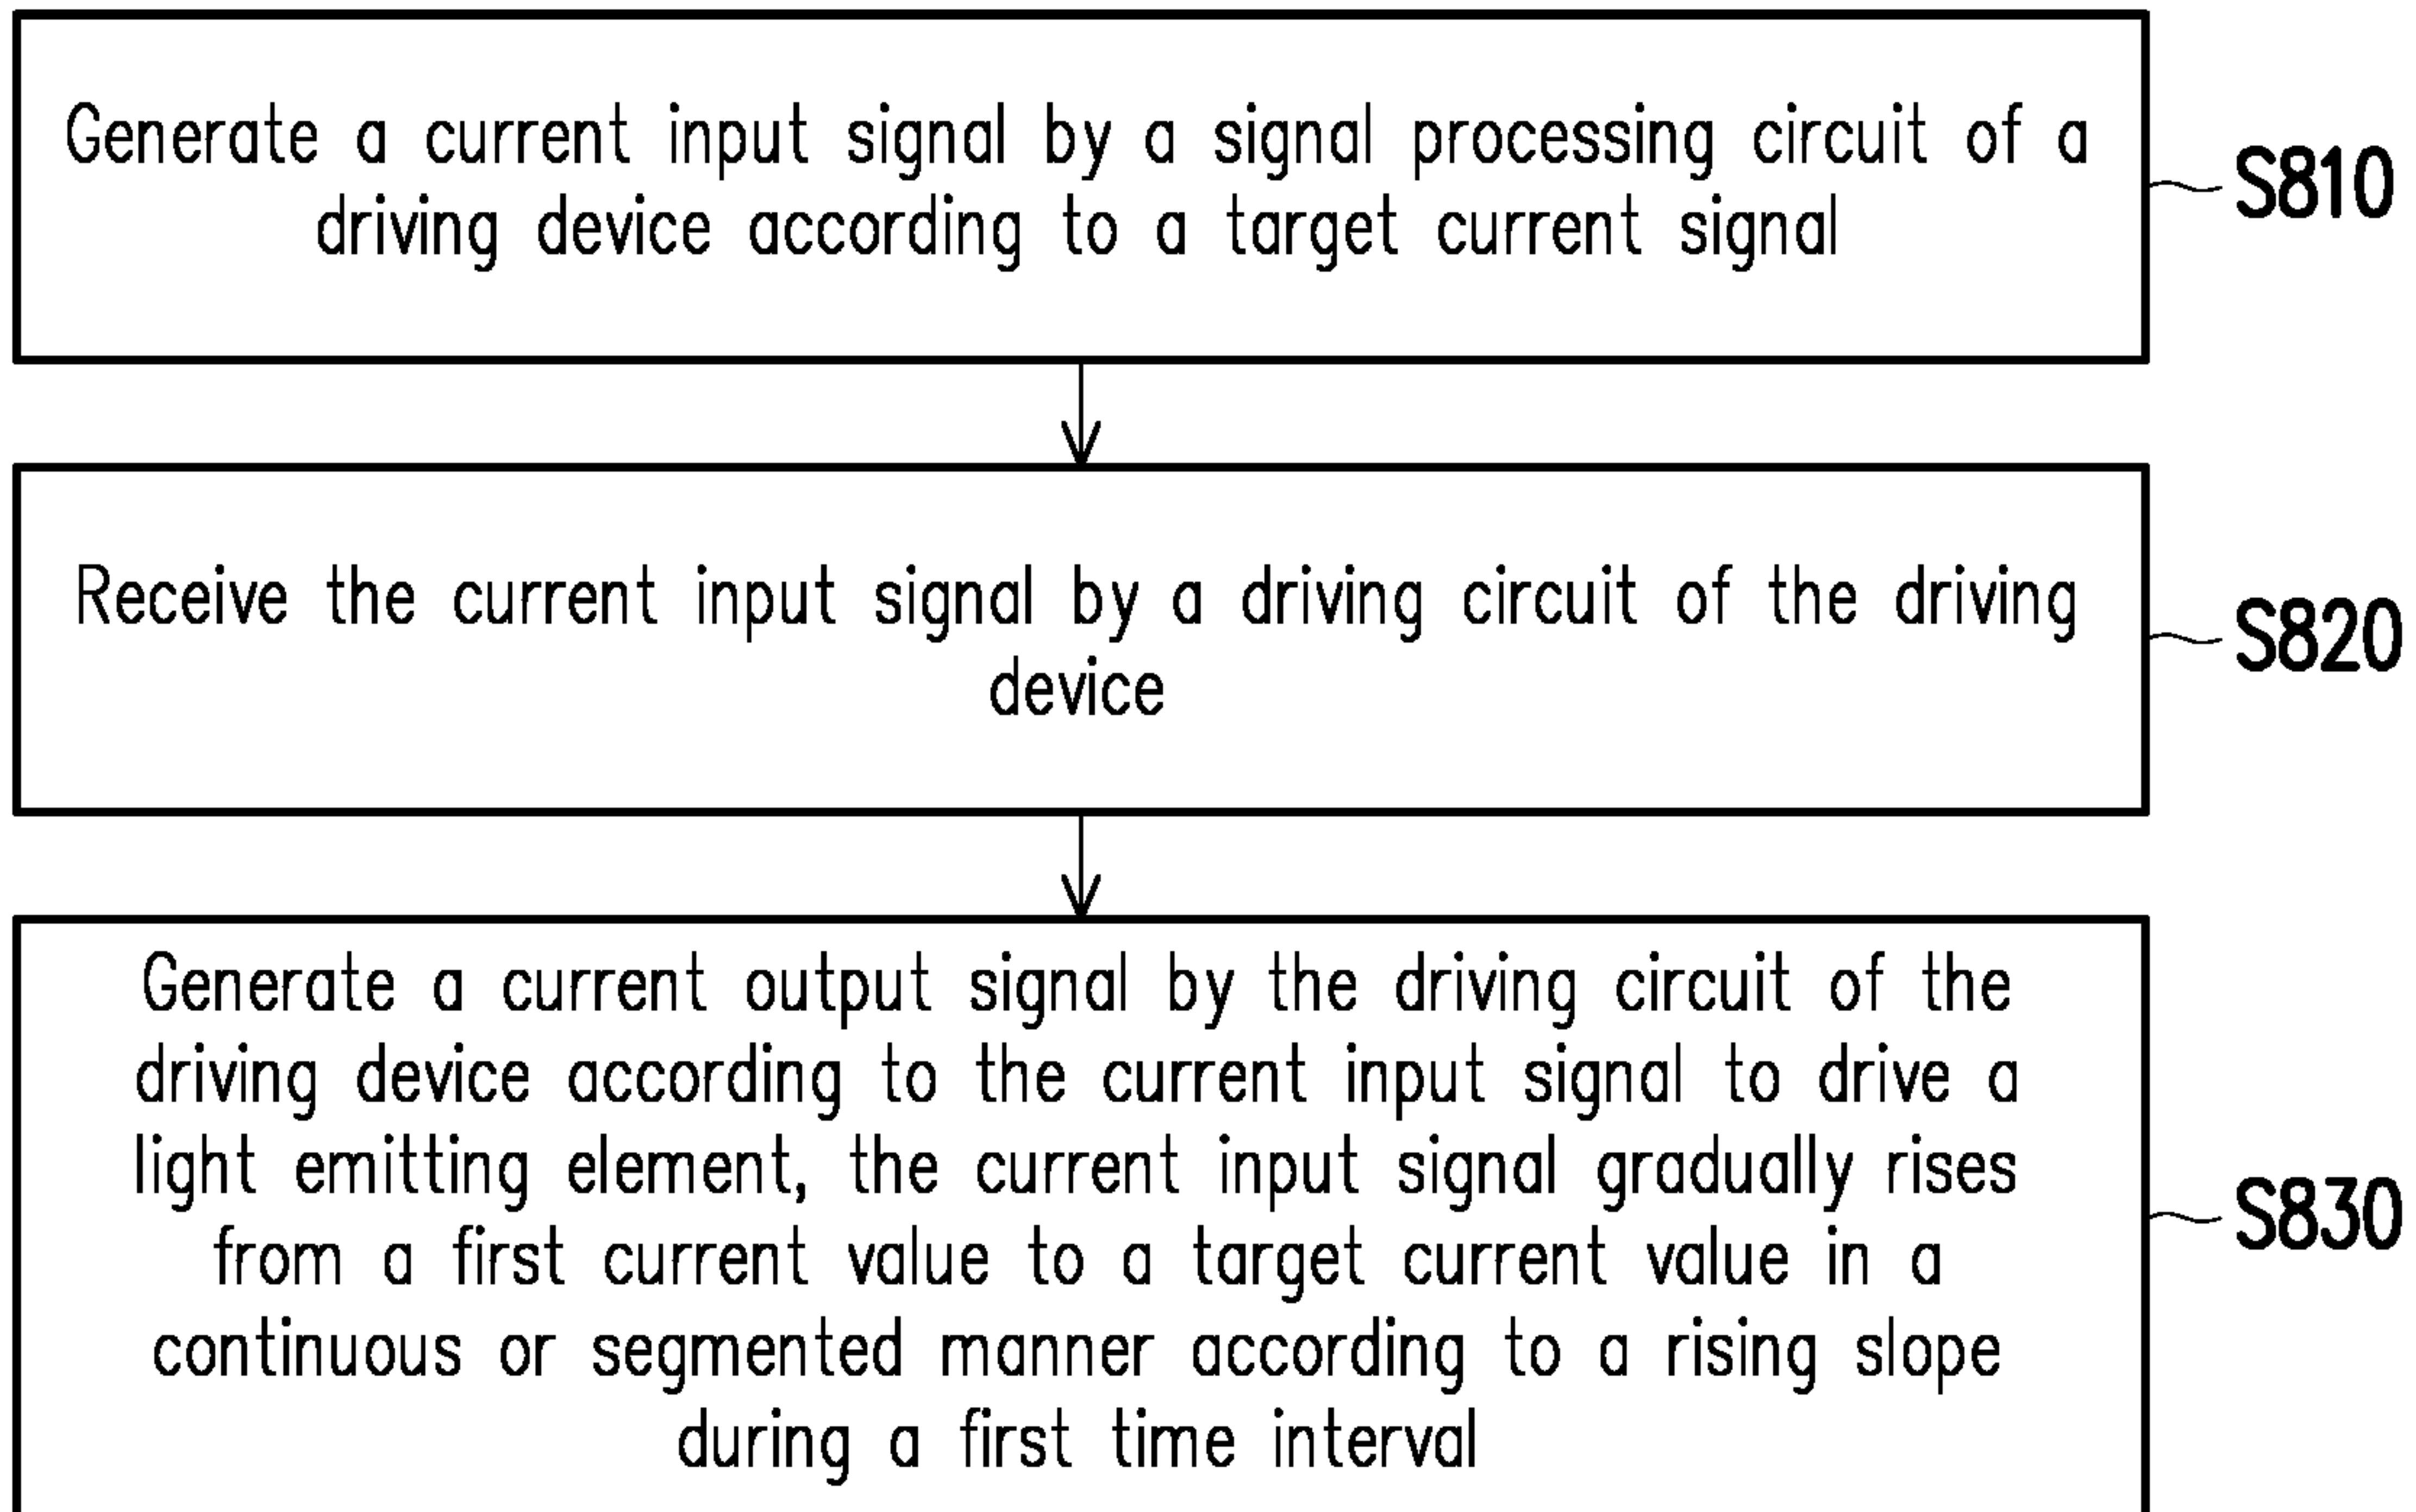 Generate a current input signal by a signal processing circuit of a
driving device according to a target current signal
S810
Receive the current input signal by a driving circuit of the driving
device
S820
Generate a current output signal by the driving circuit of the
driving device according to the current input signal to drive a
light emitting element, the current input signal gradually rises
from a first current value to a target current value in a
continuous or segmented manner according to a rising slope
during a first time interval
S830